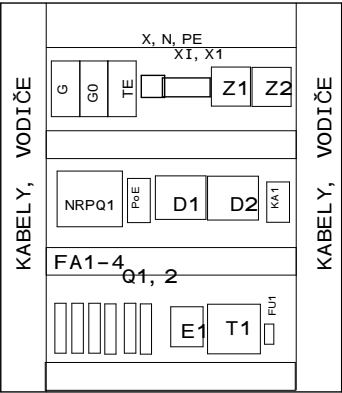 X, N, PE
XI, X1
G
G0
TE
Z1
Z2
KABELY, VODIČE
KABELY, VODIČE
NRPQ1
PoE
D1
D2
KA1
FA1-4
Q1, 2
E1
T1
FU1